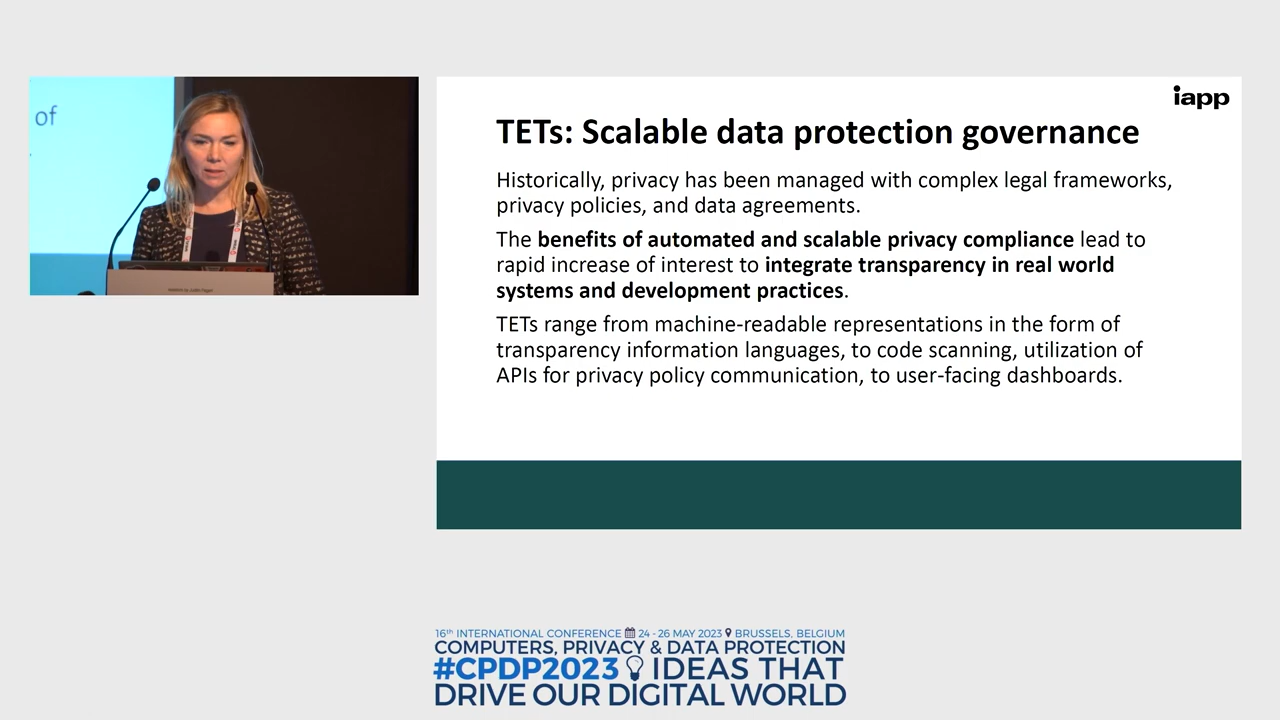 of
iapp
TETs: Scalable data protection governance
Historically, privacy has been managed with complex legal frameworks,
privacy policies, and data agreements.
The benefits of automated and scalable privacy compliance lead to
rapid increase of interest to integrate transparency in real world
systems and development practices.
TETs range from machine-readable representations in the form of
transparency information languages, to code scanning, utilization of
APIs for privacy policy communication, to user-facing dashboards.
16th INTERNATIONAL CONFERENCE 24 - 26 MAY 2023 BRUSSELS, BELGIUM
COMPUTERS, PRIVACY & DATA PROTECTION
#CPDP2023 IDEAS THAT
DRIVE OUR DIGITAL WORLD